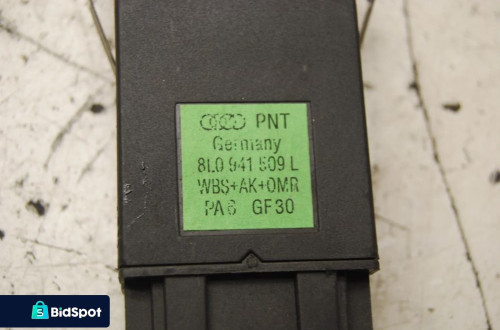 PNT
Germany
8L0 941 509 L
WBS+AK+OMR
PA6 GF30
BidSpot